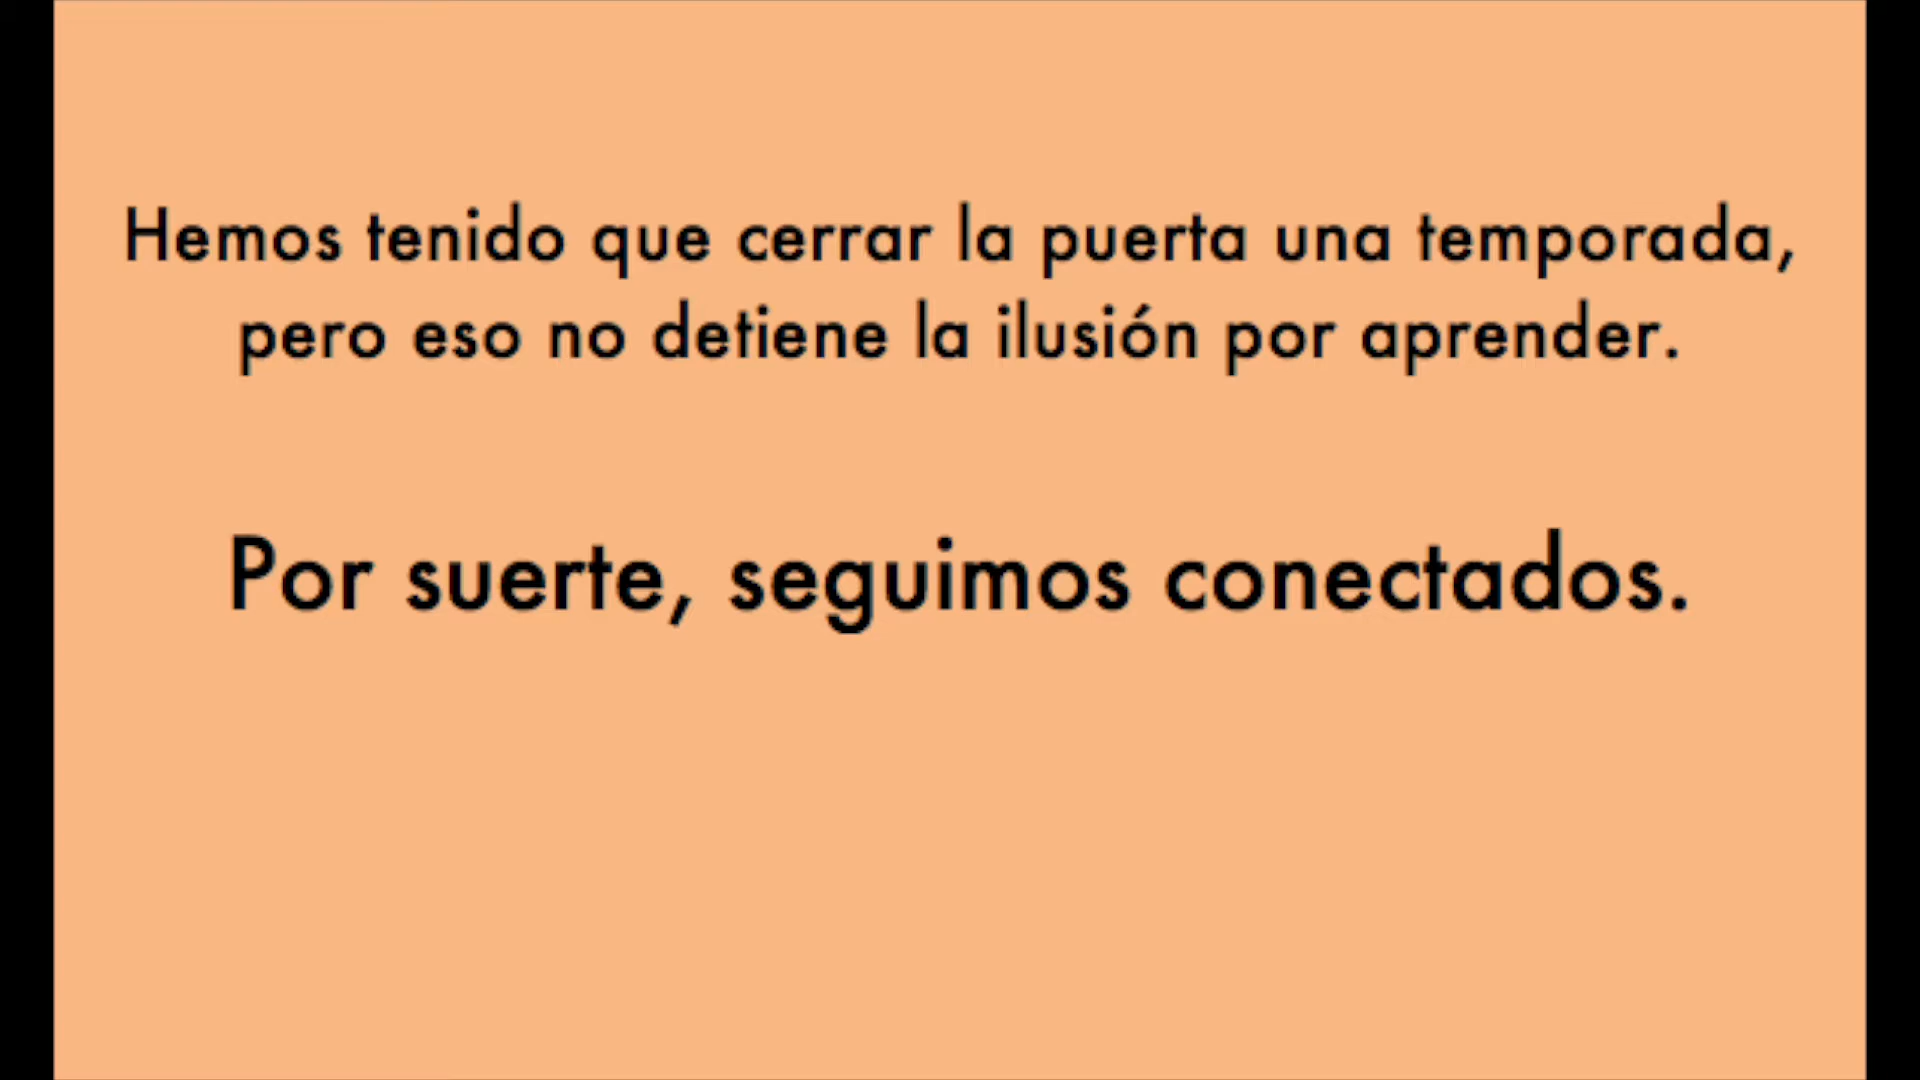 Hemos tenido que cerrar la puerta una temporada,
pero eso no detiene la ilusión por aprender.
Por suerte, seguimos conectados.